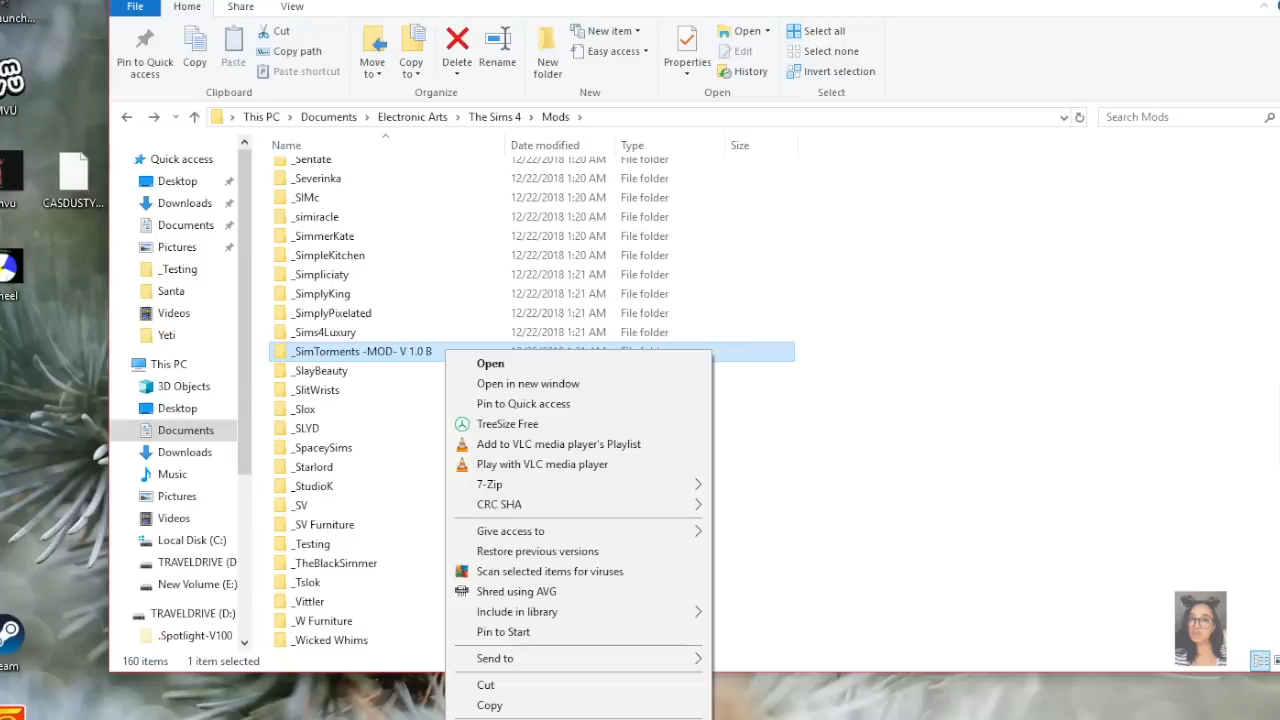 File Home Share View
Pin to Quick access
Copy
Paste
Cut
Copy path
Paste shortcut
Clipboard
Move to
Copy to
Delete
Rename
Organize
New folder
New item
Easy access
New
Properties
Open
Edit
History
Open
Select all
Select none
Invert selection
Select
This PC > Documents > Electronic Arts > The Sims 4 > Mods >
Search Mods
CASDUSTY...
Quick access
Desktop
Downloads
Documents
Pictures
_Testing
Santa
Videos
Yeti
This PC
3D Objects
Desktop
Documents
Downloads
Music
Pictures
Videos
Local Disk (C:)
TRAVELDRIVE (D
New Volume (E:)
TRAVELDRIVE (D:)
.Spotlight-V100
Name Date modified Type Size
_Sentate 12/22/2018 1:20 AM File folder
_Severinka 12/22/2018 1:20 AM File folder
_SIMc 12/22/2018 1:20 AM File folder
_simiracle 12/22/2018 1:20 AM File folder
_SimmerKate 12/22/2018 1:20 AM File folder
_SimpleKitchen 12/22/2018 1:20 AM File folder
_Simpliciaty 12/22/2018 1:21 AM File folder
_SimplyKing 12/22/2018 1:21 AM File folder
_SimplyPixelated 12/22/2018 1:21 AM File folder
_Sims4Luxury 12/22/2018 1:21 AM File folder
_SimTorments -MOD- V 1.0 B
_SlayBeauty
_SlitWrists
_Slox
_SLYD
_SpaceySims
_Starlord
_StudioK
_SV
_SV Furniture
_Testing
_TheBlackSimmer
_Tslok
_Vittler
_W Furniture
_Wicked Whims
Open
Open in new window
Pin to Quick access
TreeSize Free
Add to VLC media player's Playlist
Play with VLC media player
7-Zip
CRC SHA
Give access to
Restore previous versions
Scan selected items for viruses
Shred using AVG
Include in library
Pin to Start
Send to
Cut
Copy
160 items 1 item selected